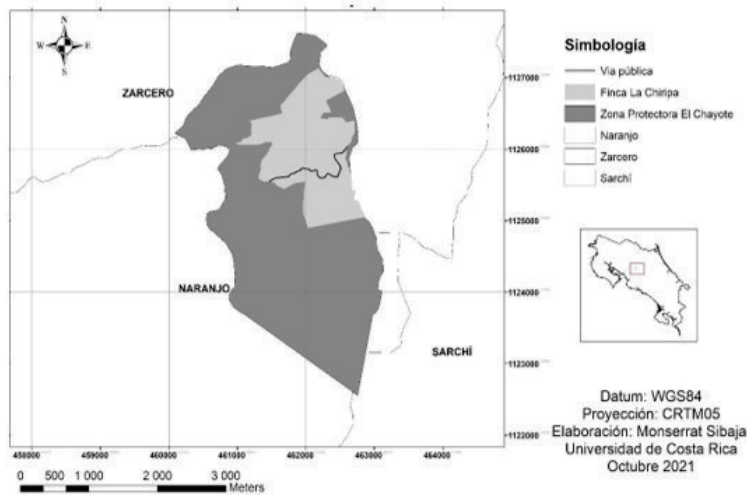 N
W E
S
ZARCERO
NARANJO
SARCHÍ
1127000
1126000
1125000
1124000
1123000
1122000
458000 459000 460000 461000 462000 463000 464000
0 500 1 000 2 000 3 000
Meters
Simbología
Vía pública
Finca La Chiripa
Zona Protectora El Chayote
Naranjo
Zarcero
Sarchí
Datum: WGS84
Proyección: CRTM05
Elaboración: Monserrat Sibaja
Universidad de Costa Rica
Octubre 2021